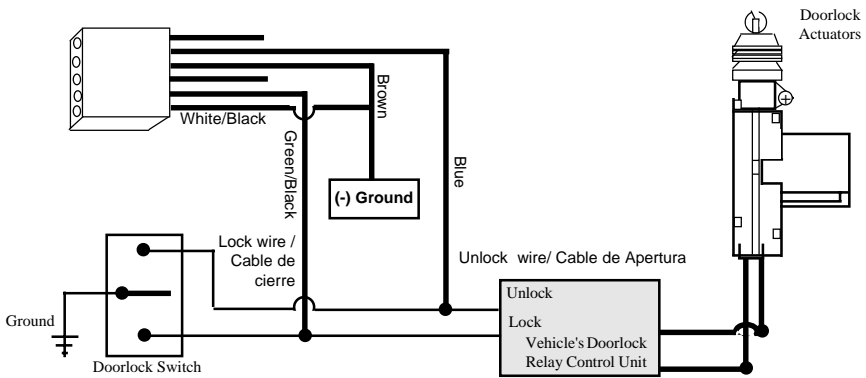 Doorlock
Actuators
White/Black
Brown
Green/Black
Blue
(-) Ground
Lock wire /
Cable de
cierre
Unlock wire/ Cable de Apertura
Unlock
Lock
Vehicle's Doorlock
Relay Control Unit
Ground
Doorlock Switch